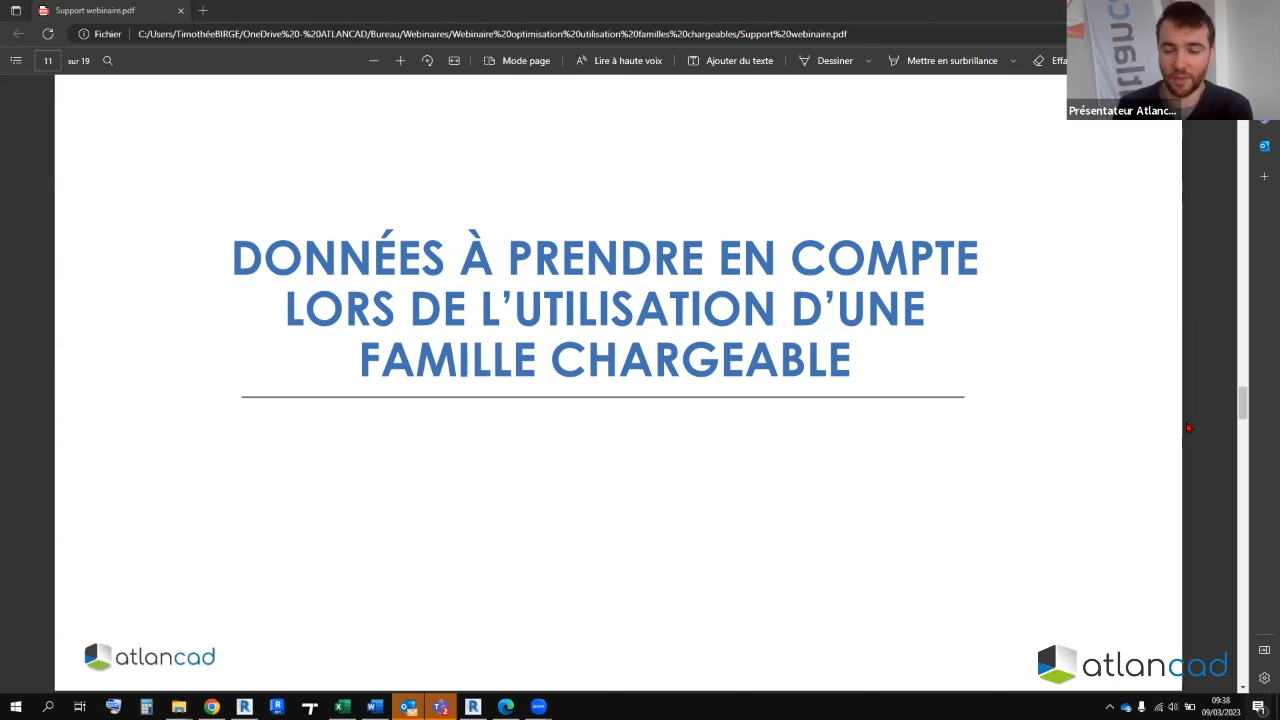 Support webinaire.pdf
Fichier
C:/Users/TimothéeBIRGE/OneDrive%20-%20ATLANCAD/Bureau/Webinaires/Webinaire%20optimisation%20utilisation%20familles%20chargeables/Support%20webinaire.pdf
11 sur 19
Mode page
Lire à haute voix
Ajouter du texte
Dessiner
Mettre en surbrillance
Effa
Présentateur Atlanc...
DONNÉES À PRENDRE EN COMPTE
LORS DE L’UTILISATION D’UNE
FAMILLE CHARGEABLE
atlancad
atlancad
09:38
09/03/2023